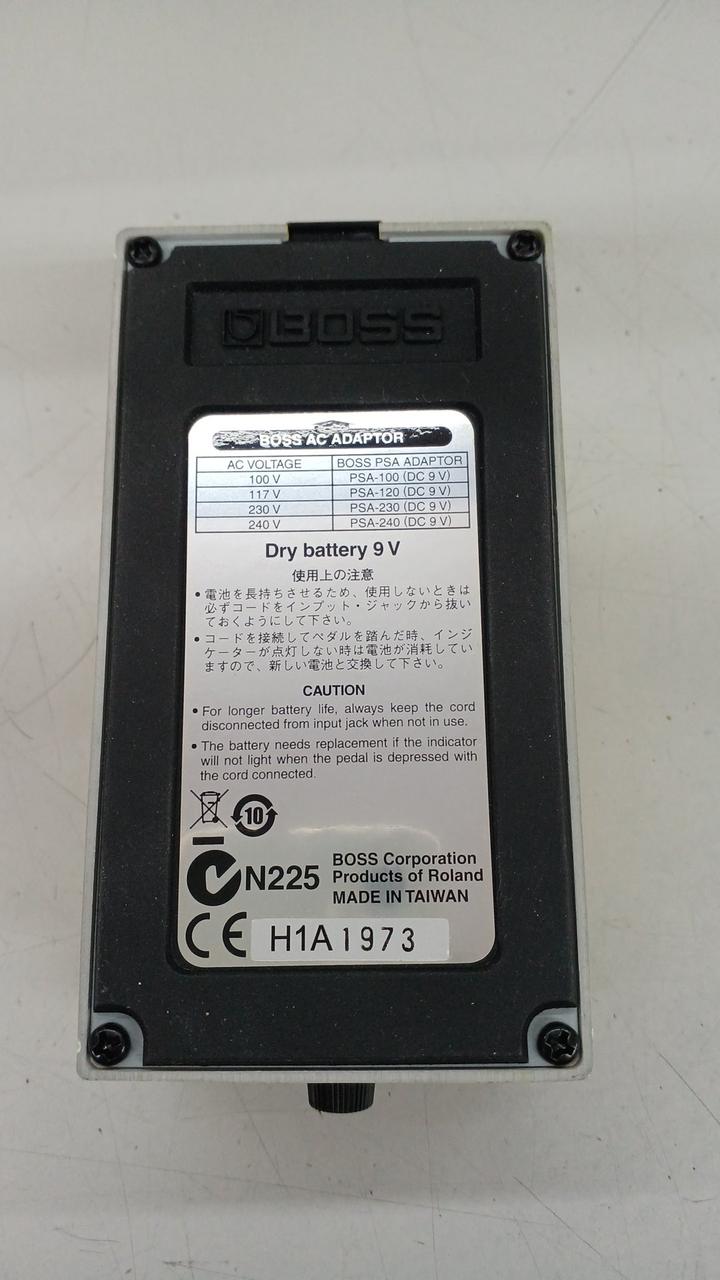 BOSS
BOSS AC ADAPTOR
AC VOLTAGE BOSS PSA ADAPTOR
100 V PSA-100 (DC 9 V)
117 V PSA-120 (DC 9 V)
230 V PSA-230 (DC 9 V)
240 V PSA-240 (DC 9 V)
Dry battery 9 V
使用上の注意
• 電池を長持ちさせるため、使用しないときは
必ずコードをインプット・ジャックから抜い
ておくようにして下さい。
• コードを接続してペダルを踏んだ時、インジ
ケーターが点灯しない時は電池が消耗してい
ますので、新しい電池と交換して下さい。
CAUTION
• For longer battery life, always keep the cord
disconnected from input jack when not in use.
• The battery needs replacement if the indicator
will not light when the pedal is depressed with
the cord connected.
10
N225
BOSS Corporation
Products of Roland
MADE IN TAIWAN
CE
H1A1973